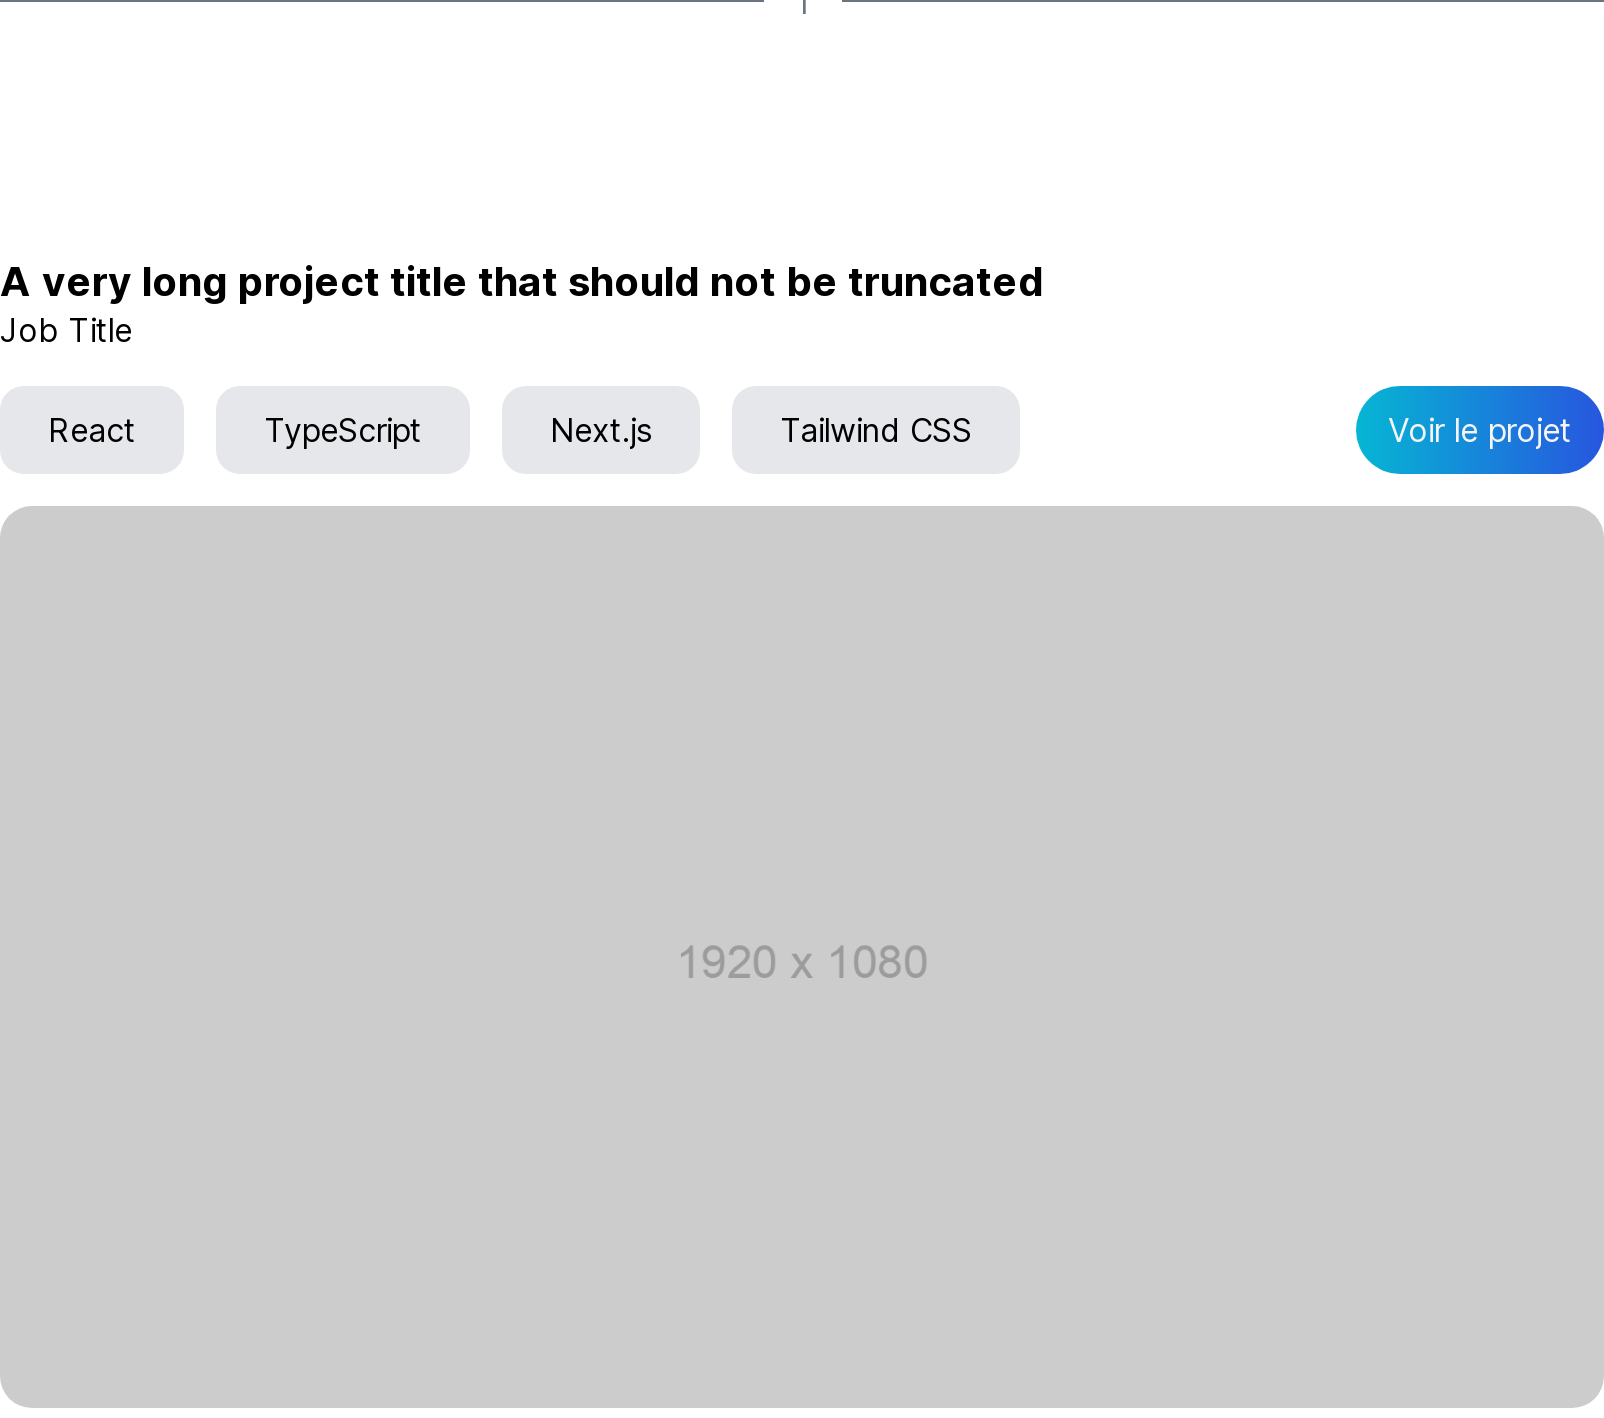 A very long project title that should not be truncated
Job Title
React TypeScript Next.js Tailwind CSS Voir le projet
1920 x 1080